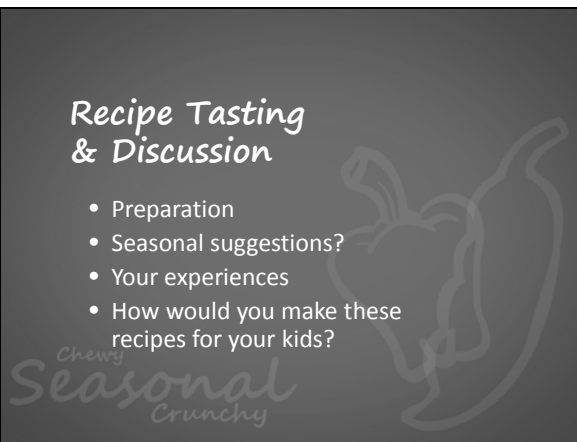 Recipe Tasting
& Discussion
• Preparation
• Seasonal suggestions?
• Your experiences
• How would you make these
recipes for your kids?
Chewy
Seasonal
Crunchy